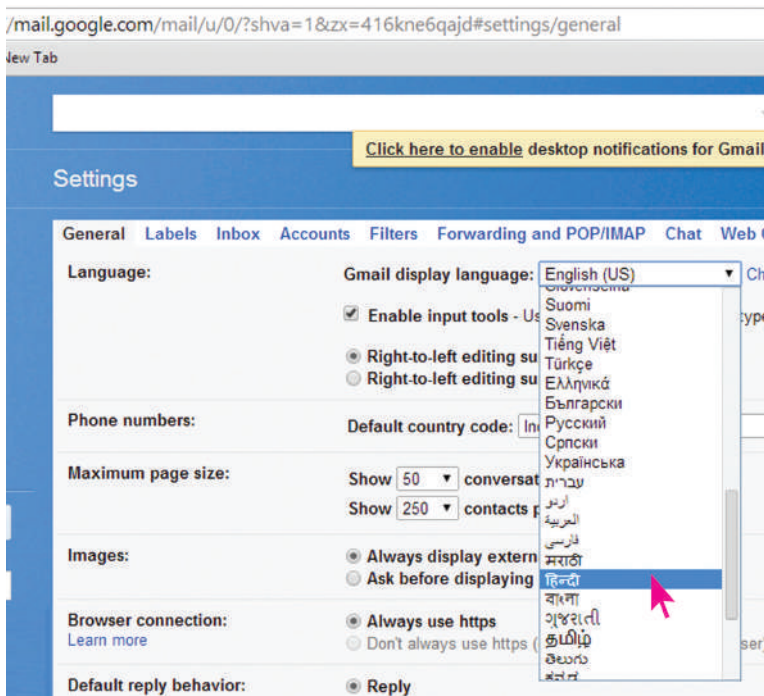 /mail.google.com/mail/u/0/?shva=1&zx=416kne6qajd#settings/general
New Tab
Click here to enable desktop notifications for Gmail
Settings
General Labels Inbox Accounts Filters Forwarding and POP/IMAP Chat Web
Language:
Gmail display language: English (US)
Slovenščina
Suomi
Enable input tools
Svenska
Tiếng Việt
Right-to-left editing
Türkçe
Right-to-left editing
Ελληνικά
Български
Phone numbers:
Default country code:
Русский
Српски
Українська
Maximum page size:
Show 50
עברית
Show 250 contacts
اردو
العربية
فارسی
Images:
Always display
मराठी
Ask before displaying
हिन्दी
বাংলা
Browser connection:
Always use https
ગુજરાતી
Learn more
Don't always use https
தமிழ்
తెలుగు
ಕನ್ನಡ
Default reply behavior:
Reply